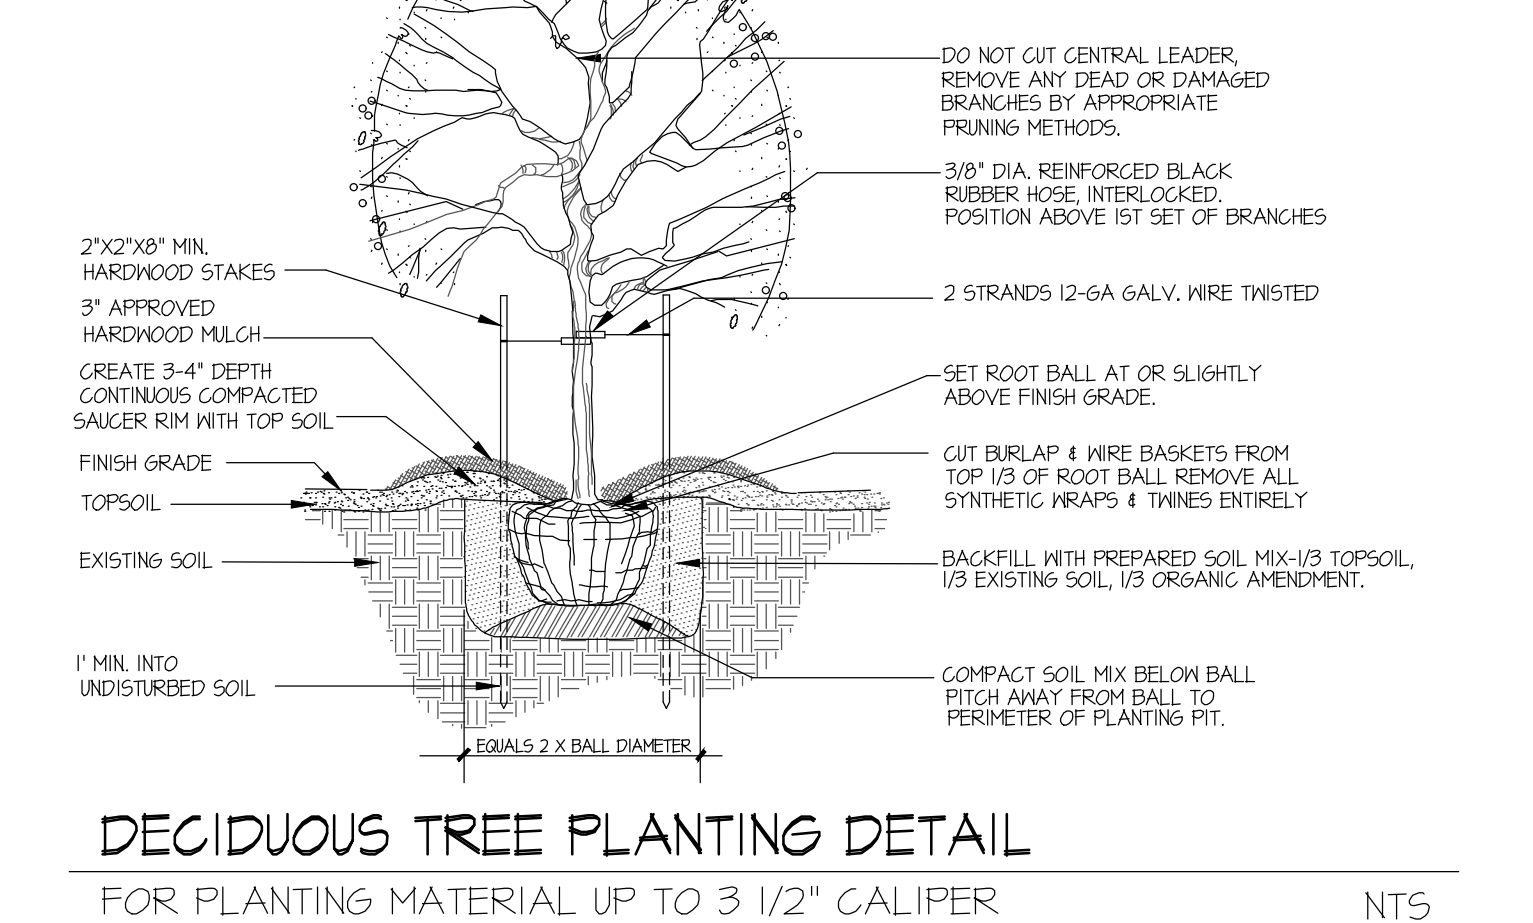 DO NOT CUT CENTRAL LEADER,
REMOVE ANY DEAD OR DAMAGED
BRANCHES BY APPROPRIATE
PRUNING METHODS.
3/8" DIA. REINFORCED BLACK
RUBBER HOSE, INTERLOCKED.
POSITION ABOVE 1ST SET OF BRANCHES
2"X2"X8" MIN.
HARDWOOD STAKES
2 STRANDS 12-GA GALV. WIRE TWISTED
3" APPROVED
HARDWOOD MULCH
CREATE 3-4" DEPTH
CONTINUOUS COMPACTED
SAUCER RIM WITH TOP SOIL
SET ROOT BALL AT OR SLIGHTLY
ABOVE FINISH GRADE.
FINISH GRADE
CUT BURLAP & WIRE BASKETS FROM
TOP 1/3 OF ROOT BALL REMOVE ALL
SYNTHETIC WRAPS & TWINES ENTIRELY
TOPSOIL
EXISTING SOIL
BACKFILL WITH PREPARED SOIL MIX-1/3 TOPSOIL,
1/3 EXISTING SOIL, 1/3 ORGANIC AMENDMENT.
1' MIN. INTO
UNDISTURBED SOIL
COMPACT SOIL MIX BELOW BALL
PITCH AWAY FROM BALL TO
PERIMETER OF PLANTING PIT.
EQUALS 2 X BALL DIAMETER
DECIDUOUS TREE PLANTING DETAIL
FOR PLANTING MATERIAL UP TO 3 1/2" CALIPER
NTS